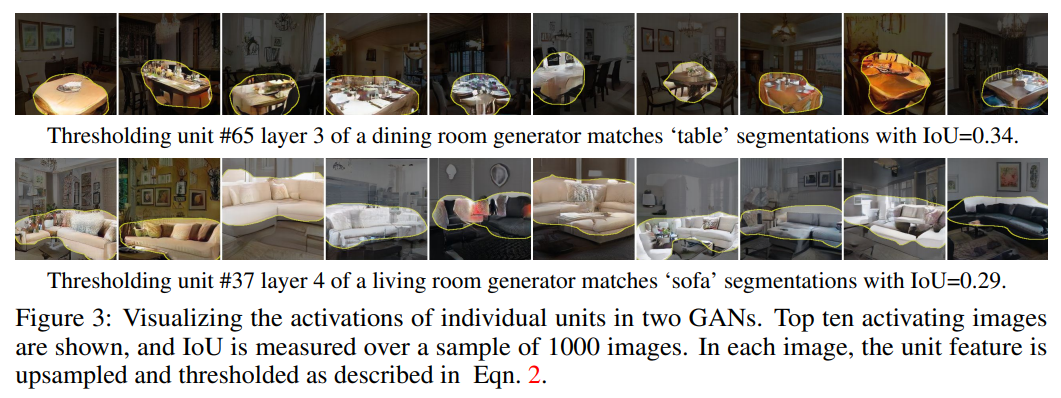 Thresholding unit #65 layer 3 of a dining room generator matches ‘table’ segmentations with IoU=0.34.
Thresholding unit #37 layer 4 of a living room generator matches ‘sofa’ segmentations with IoU=0.29.
Figure 3: Visualizing the activations of individual units in two GANs. Top ten activating images
are shown, and IoU is measured over a sample of 1000 images. In each image, the unit feature is
upsampled and thresholded as described in Eqn. 2.